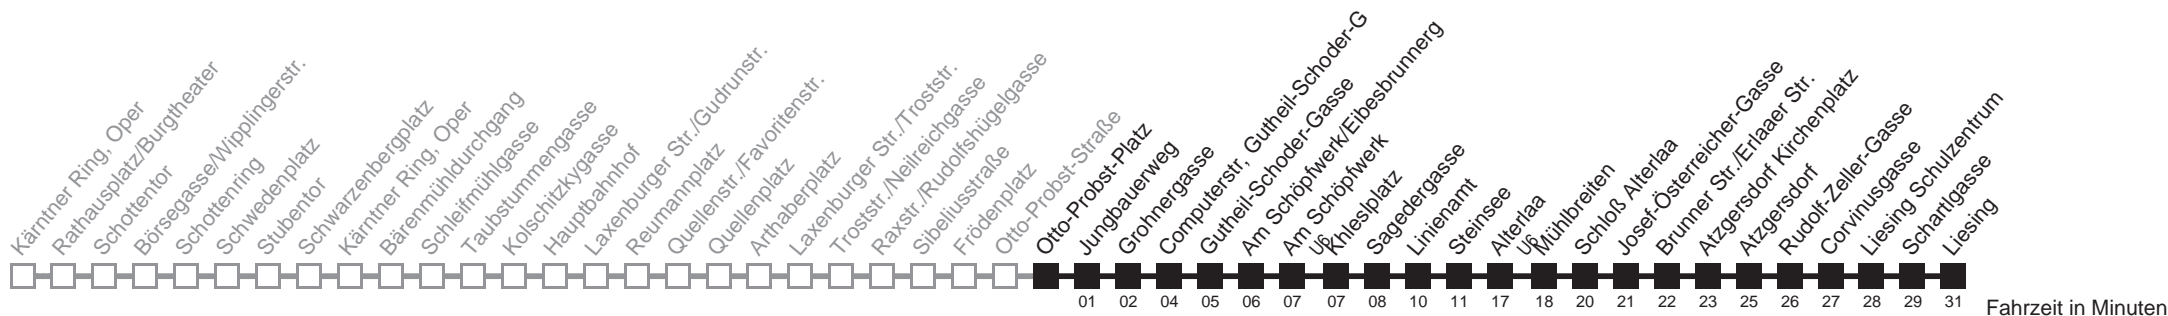 Kärntner Ring, Oper
Rathausplatz/Burgtheater
Schottentor
Börsegasse/Wipplingerstr.
Schottenring
Schwedenplatz
Stubentor
Schwarzenbergplatz
Kärntner Ring, Oper
Bärenmühldurchgang
Schleifmühlgasse
Taubstummengasse
Kolschitzkygasse
Hauptbahnhof
Laxenburger Str./Gudrunstr.
Reumannplatz
Quellenstr./Favoritenstr.
Quellenplatz
Arthaberplatz
Laxenburger Str./Troststr.
Troststr./Neilreichgasse
Raxstr./Rudolfshügelgasse
Sibeliusstraße
Frödenplatz
Otto-Probst-Straße
Otto-Probst-Platz
Jungbauerweg
Grohnergasse
Computerstr, Gutheil-Schoder-G
Gutheil-Schoder-Gasse
Am Schöpfwerk/Eibesbrunnerg
Am Schöpfwerk
U6
Khleslplatz
Sagedergasse
Linienamt
Steinsee
Alterlaa
U6
Mühlbreiten
Schloß Alterlaa
Josef-Österreicher-Gasse
Brunner Str./Erlaaer Str.
Atzgersdorf Kirchenplatz
Atzgersdorf
Rudolf-Zeller-Gasse
Corvinusgasse
Liesing Schulzentrum
Schartlgasse
Liesing
01 02 04 05 06 07 07 08 10 11 17 18 20 21 22 23 25 26 27 28 29 31
Fahrzeit in Minuten